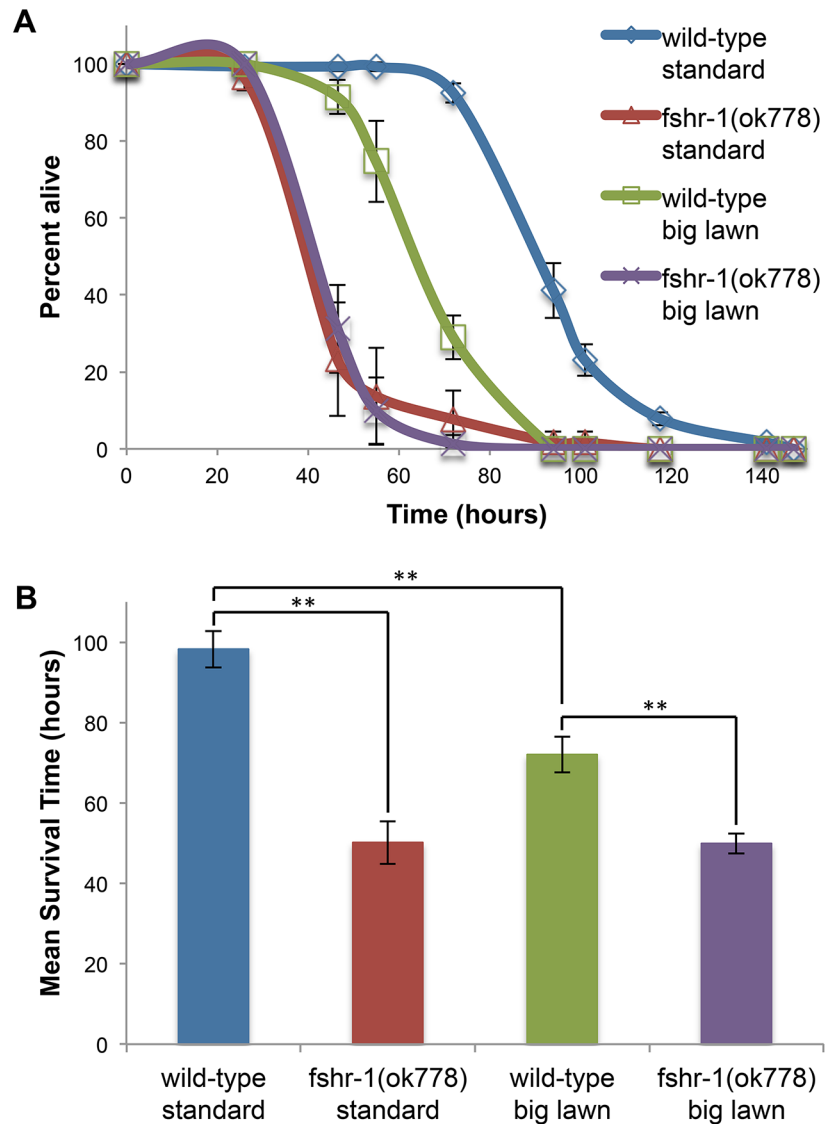 A
100
80
60
40
20
0
0
20
40
60
80
100
120
140
Percent alive
Time (hours)
wild-type
standard
fshr-1(ok778)
standard
wild-type
big lawn
fshr-1(ok778)
big lawn
B
**
**
**
100
80
60
40
20
0
Mean Survival Time (hours)
wild-type
standard
fshr-1(ok778)
standard
wild-type
big lawn
fshr-1(ok778)
big lawn